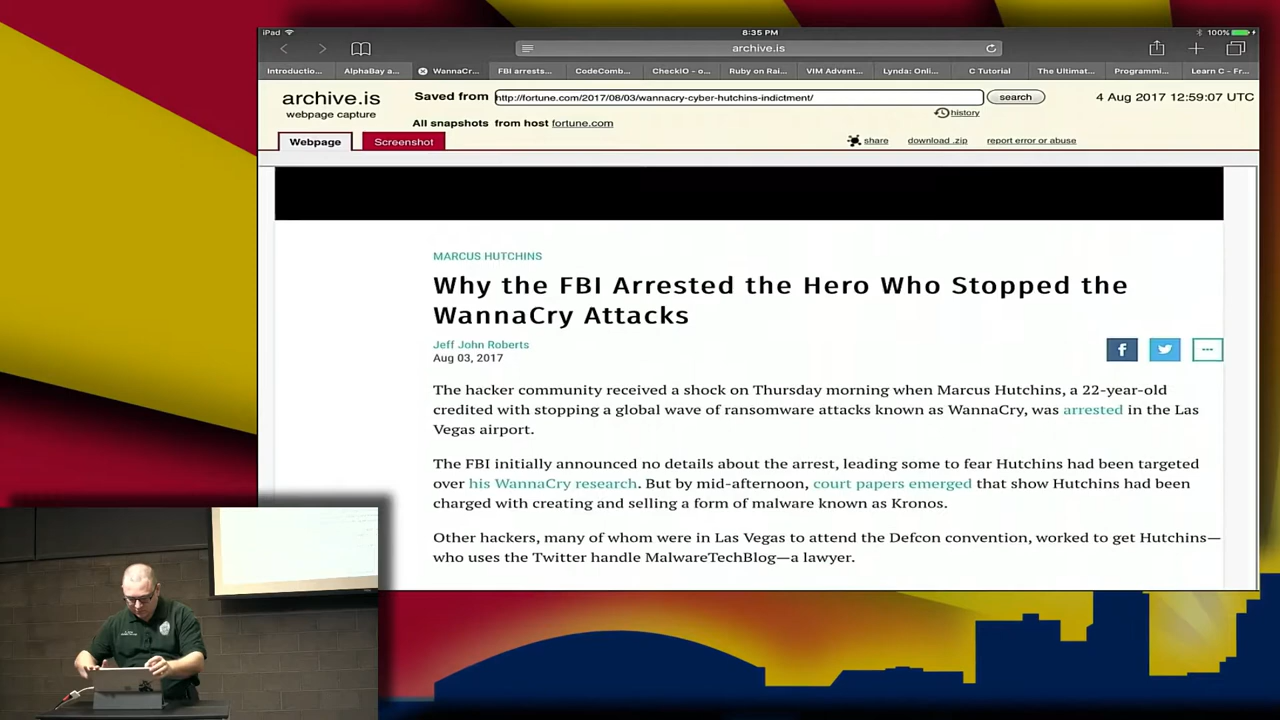 iPad
8:35 PM
100%
archive.is
Introductio...
AlphaBay a...
WannaCr...
FBI arrests...
CodeComb...
CheckIO – o...
Ruby on Rai...
VIM Advent...
Lynda: Onli...
C Tutorial
The Ultimat...
Programmi...
Learn C – Fr...
archive.is
webpage capture
Saved from
http://fortune.com/2017/08/03/wannacry-cyber-hutchins-indictment/
search
4 Aug 2017 12:59:07 UTC
history
All snapshots from host fortune.com
Webpage
Screenshot
share
download .zip
report error or abuse
MARCUS HUTCHINS
Why the FBI Arrested the Hero Who Stopped the
WannaCry Attacks
Jeff John Roberts
Aug 03, 2017
The hacker community received a shock on Thursday morning when Marcus Hutchins, a 22-year-old
credited with stopping a global wave of ransomware attacks known as WannaCry, was arrested in the Las
Vegas airport.
The FBI initially announced no details about the arrest, leading some to fear Hutchins had been targeted
over his WannaCry research. But by mid-afternoon, court papers emerged that show Hutchins had been
charged with creating and selling a form of malware known as Kronos.
Other hackers, many of whom were in Las Vegas to attend the Defcon convention, worked to get Hutchins—
who uses the Twitter handle MalwareTechBlog—a lawyer.